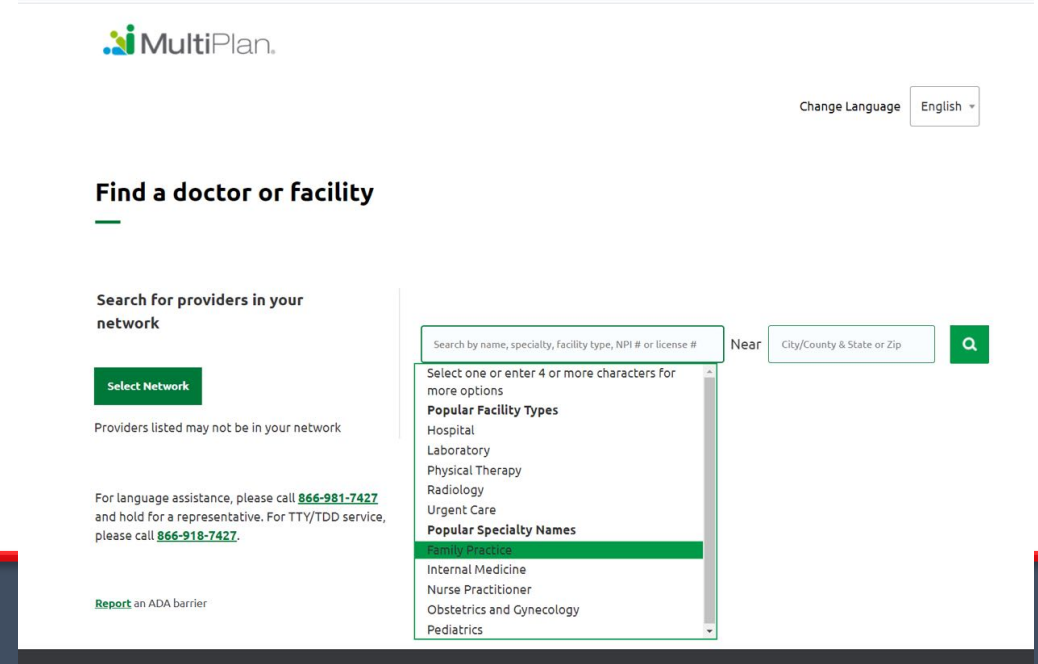 MultiPlan.
Change Language English
Find a doctor or facility
Search for providers in your
network
Select Network
Providers listed may not be in your network
For language assistance, please call 866-981-7427
and hold for a representative. For TTY/TDD service,
please call 866-918-7427.
Report an ADA barrier
Search by name, specialty, facility type, NPI # or license #
Near
City/County & State or Zip
Select one or enter 4 or more characters for
more options
Popular Facility Types
Hospital
Laboratory
Physical Therapy
Radiology
Urgent Care
Popular Specialty Names
Family Practice
Internal Medicine
Nurse Practitioner
Obstetrics and Gynecology
Pediatrics